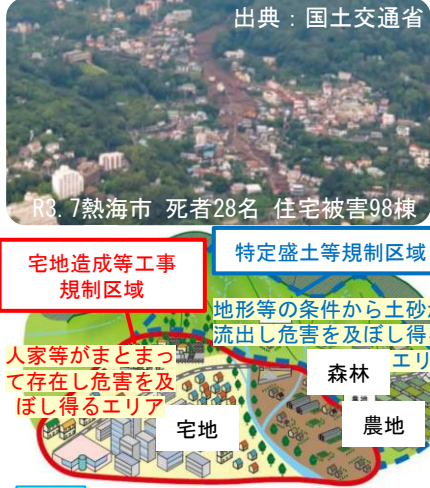 出典：国土交通省
R3.7熱海市 死者28名 住宅被害98棟
宅地造成等工事
規制区域
特定盛土等規制区域
地形等の条件から土砂が
流出し危害を及ぼし得る
エリ
人家等がまとまっ
て存在し危害を及
ぼし得るエリア
森林
宅地
農地